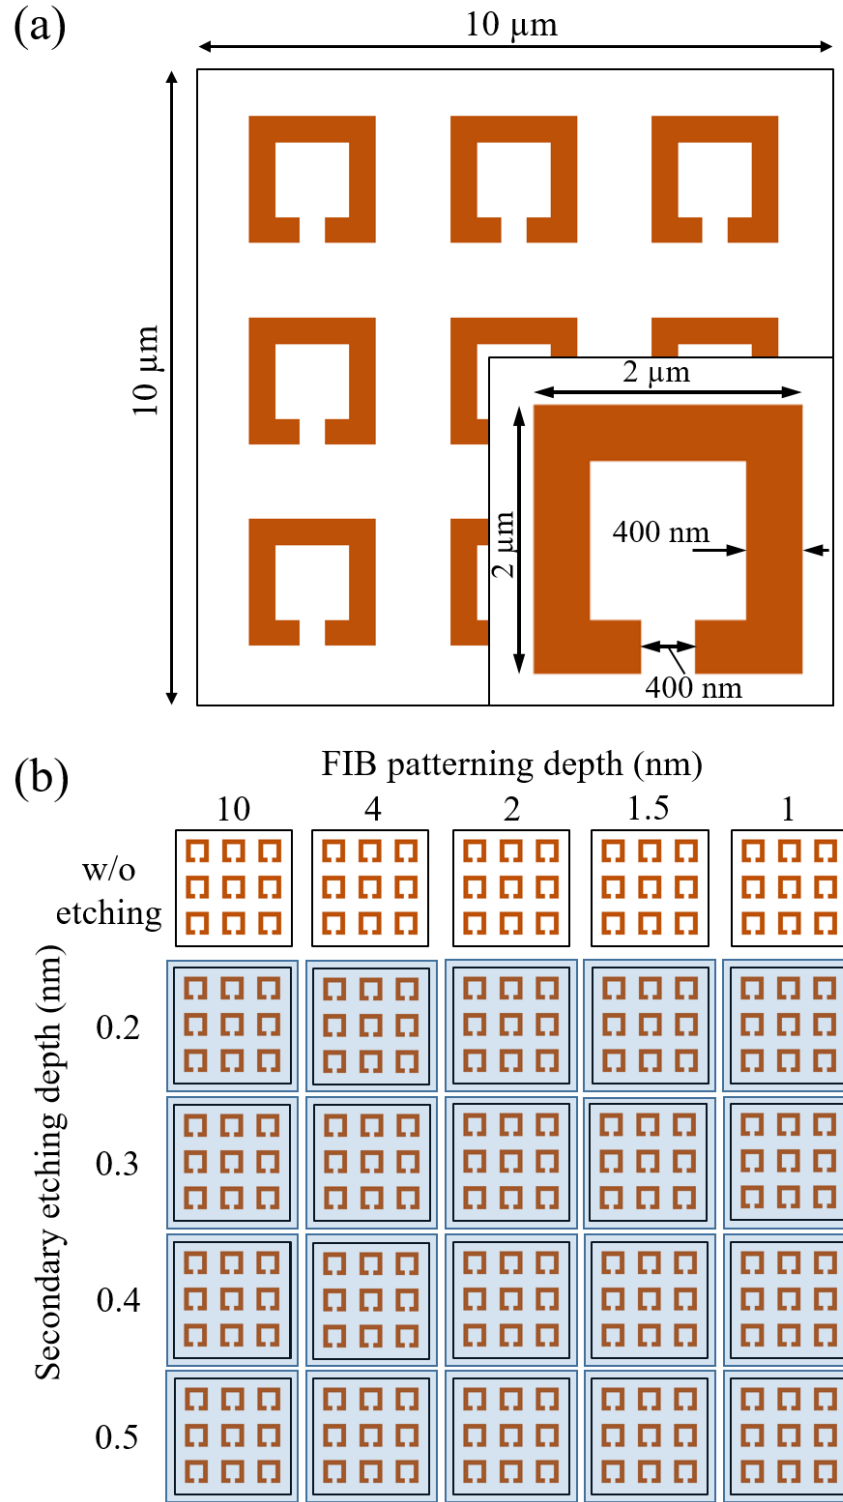 (a)
10 µm
10 µm
2 µm
2 µm
400 nm
400 nm
(b)
FIB patterning depth (nm)
10 4 2 1.5 1
w/o
etching
Secondary etching depth (nm)
0.2
0.3
0.4
0.5